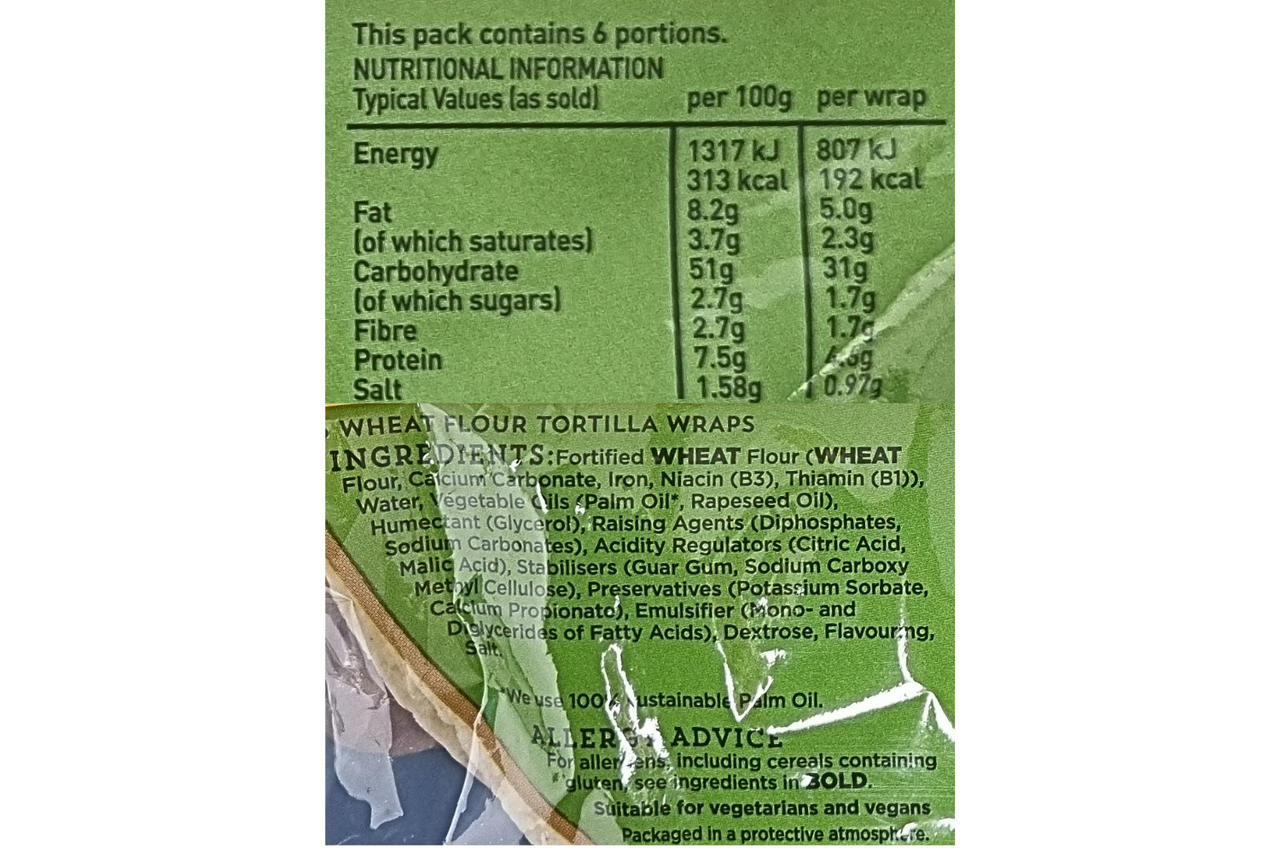 This pack contains 6 portions.
NUTRITIONAL INFORMATION
Typical Values (as sold) per 100g per wrap
Energy 1317 kJ 807 kJ
313 kcal 192 kcal
Fat 8.2g 5.0g
(of which saturates) 3.7g 2.3g
Carbohydrate 51g 31g
(of which sugars) 2.7g 1.7g
Fibre 2.7g 1.7g
Protein 7.5g 4.6g
Salt 1.58g 0.97g
WHEAT FLOUR TORTILLA WRAPS
INGREDIENTS: Fortified WHEAT Flour (WHEAT
Flour, Calcium Carbonate, Iron, Niacin (B3), Thiamin (B1)),
Water, Vegetable Oils (Palm Oil*, Rapeseed Oil),
Humectant (Glycerol), Raising Agents (Diphosphates,
Sodium Carbonates), Acidity Regulators (Citric Acid,
Malic Acid), Stabilisers (Guar Gum, Sodium Carboxy
Methyl Cellulose), Preservatives (Potassium Sorbate,
Calcium Propionate), Emulsifier (Mono- and
Diglycerides of Fatty Acids), Dextrose, Flavouring,
Salt.
*We use 100% sustainable Palm Oil.
ALLERGY ADVICE
For allergens, including cereals containing
gluten, see ingredients in BOLD.
Suitable for vegetarians and vegans
Packaged in a protective atmosphere.